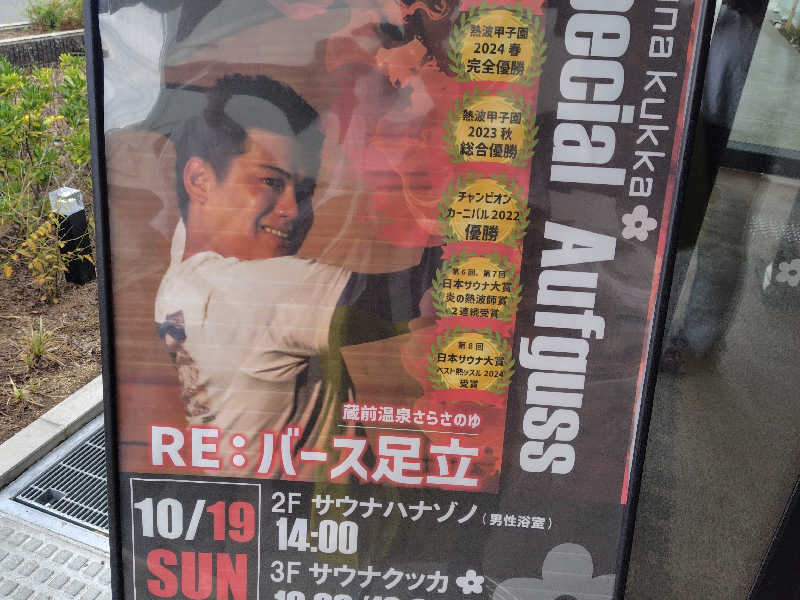 熱波甲子園
2024 春
完全優勝
熱波甲子園
2023 秋
総合優勝
チャンピオン
カーニバル 2022
優勝
第6回、第7回
日本サウナ大賞
炎の熱波師賞
2連続受賞
第8回
日本サウナ大賞
ベスト熱ッスル 2024
受賞
pecial Aufguss
una kukka
蔵前温泉さらさのゆ
RE:バース足立
10/19
SUN
2F サウナハナゾノ(男性浴室)
14:00
3F サウナクッカ